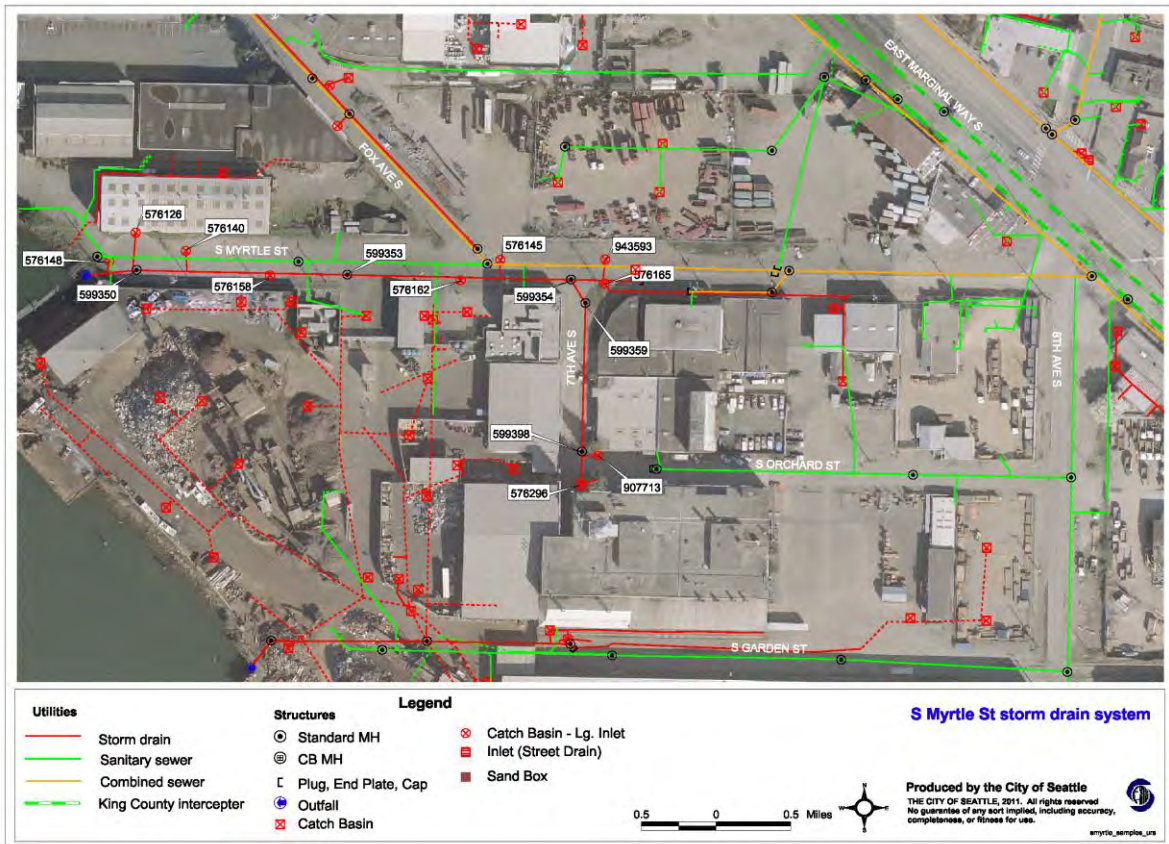 EAST MARGINAL WAY S
FOX AVE S
576126
576140
S MYRTLE ST
576145
943593
576148
599353
576165
599350
576158
576162
599354
599359
7TH AVE S
8TH AVE S
599398
S ORCHARD ST
576296
907713
S GARDEN ST
Legend
Utilities
Storm drain
Sanitary sewer
Combined sewer
King County intercepter
Structures
Standard MH
CB MH
Plug, End Plate, Cap
Outfall
Catch Basin
Catch Basin - Lg. Inlet
Inlet (Street Drain)
Sand Box
S Myrtle St storm drain system
0.5 0 0.5 Miles
N
W E
S
Produced by the City of Seattle
THE CITY OF SEATTLE, 2011. All rights reserved
No guarantee of any sort implied, including accuracy,
completeness, or fitness for use.
smyrtle_samples_urs